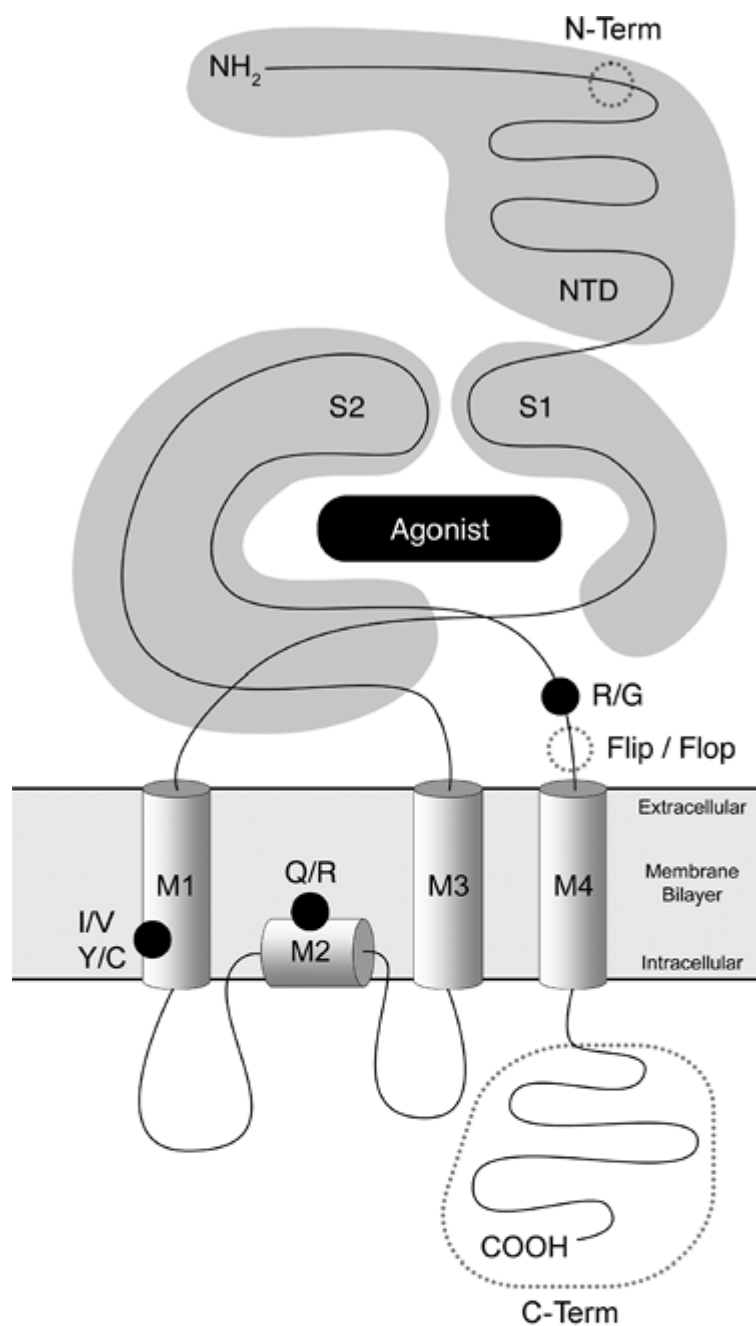 N-Term
NH₂
NTD
S2
S1
Agonist
R/G
Flip / Flop
Extracellular
M1
Q/R
M3
M4
Membrane
Bilayer
I/V
Y/C
M2
Intracellular
COOH
C-Term